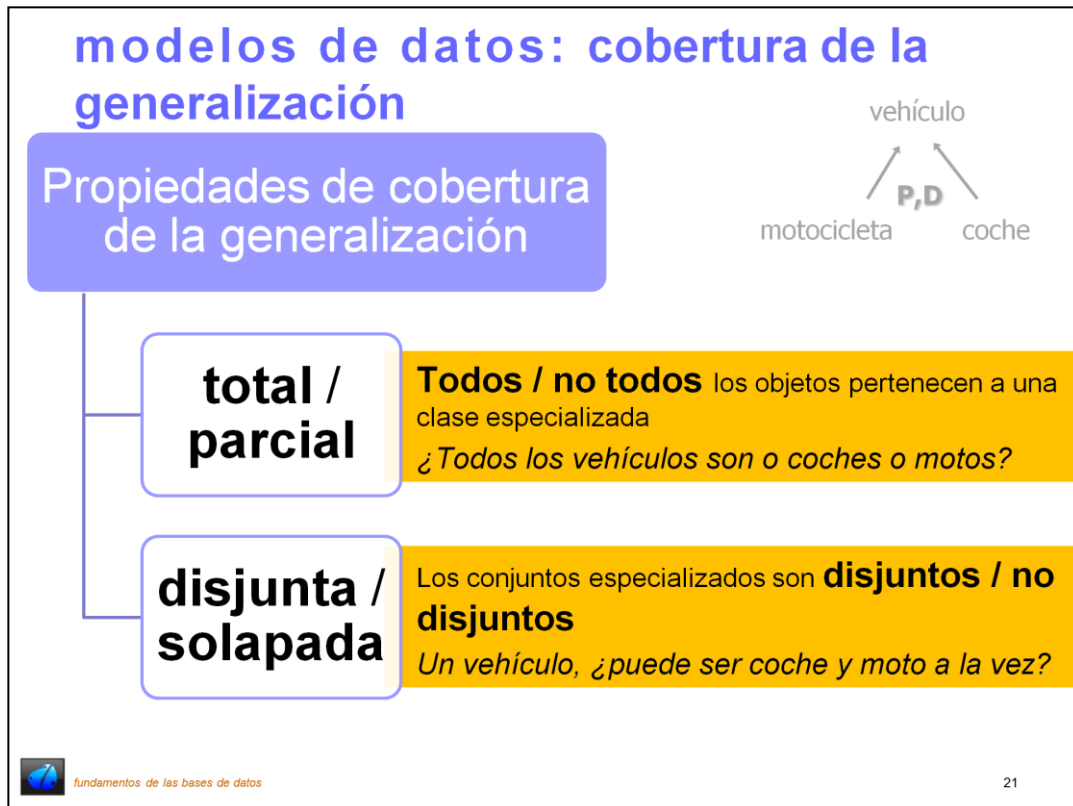 modelos de datos: cobertura de la
generalización
vehículo
P,D
motocicleta coche
Propiedades de cobertura
de la generalización
total /
parcial
Todos / no todos los objetos pertenecen a una
clase especializada
¿Todos los vehículos son o coches o motos?
disjunta /
solapada
Los conjuntos especializados son disjuntos / no
disjuntos
Un vehículo, ¿puede ser coche y moto a la vez?
fundamentos de las bases de datos
21